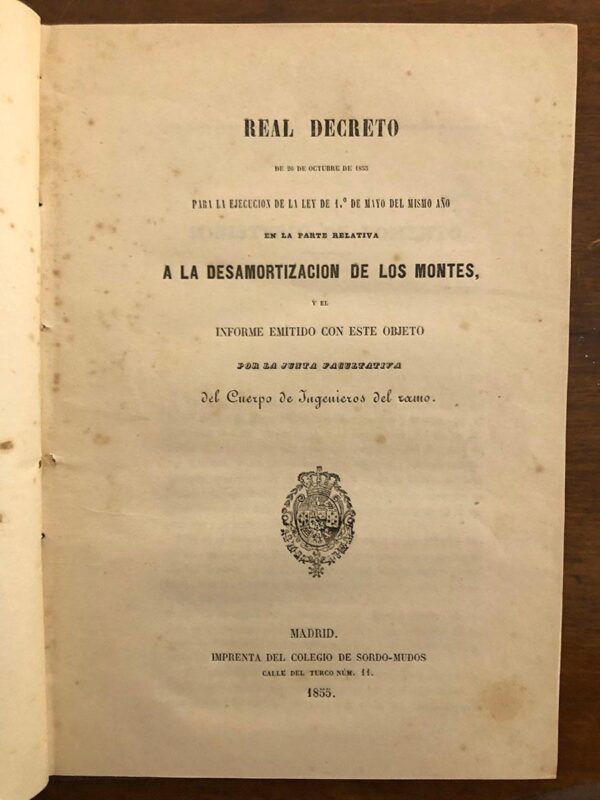 REAL DECRETO
DE 26 DE OCTUBRE DE 1855
PARA LA EJECUCION DE LA LEY DE 1.º DE MAYO DEL MISMO AÑO
EN LA PARTE RELATIVA
A LA DESAMORTIZACION DE LOS MONTES,
Y EL
INFORME EMITIDO CON ESTE OBJETO
POR LA JUNTA FACULTATIVA
del Cuerpo de Ingenieros del ramo.
MADRID.
IMPRENTA DEL COLEGIO DE SORDO-MUDOS
CALLE DEL TURCO NÚM. 11.
1855.